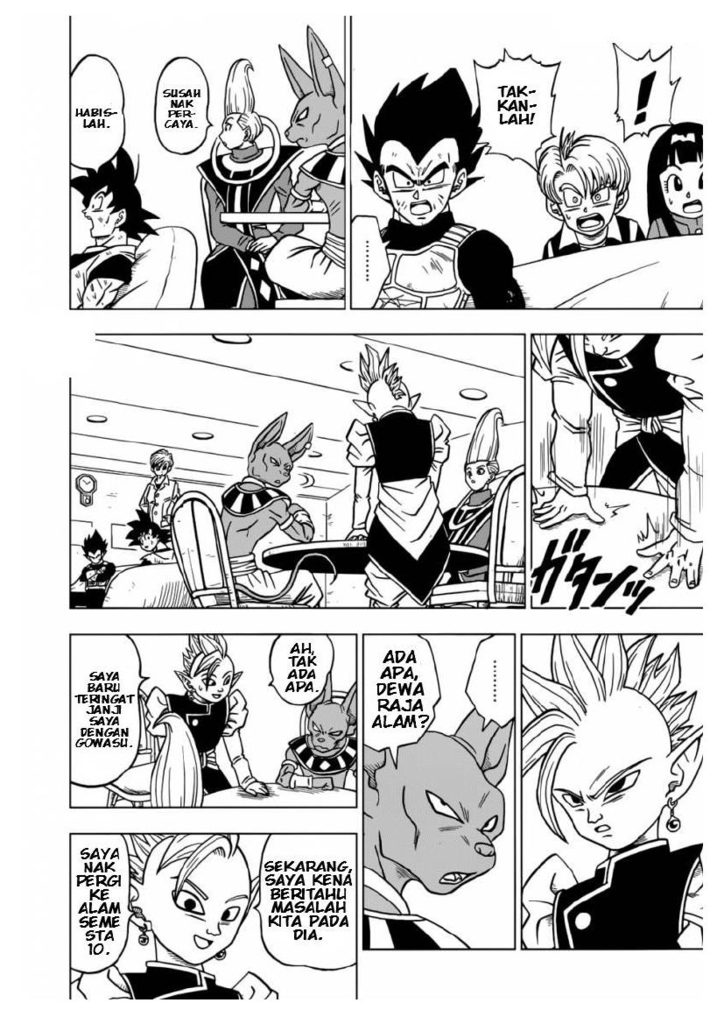 !
TAK-
KAN-
LAH!
........
SUSAH
NAK
PER-
CAYA.
HABIS-
LAH.
ガタンッ
........
ADA
APA,
DEWA
RAJA
ALAM?
AH,
TAK
ADA
APA.
SAYA
BARU
TERINGAT
JANJI
SAYA
DENGAN
GOWASU.
SEKARANG,
SAYA KENA
BERITAHU
MASALAH
KITA PADA
DIA.
SAYA
NAK
PERGI
KE
ALAM
SEME
STA
10.